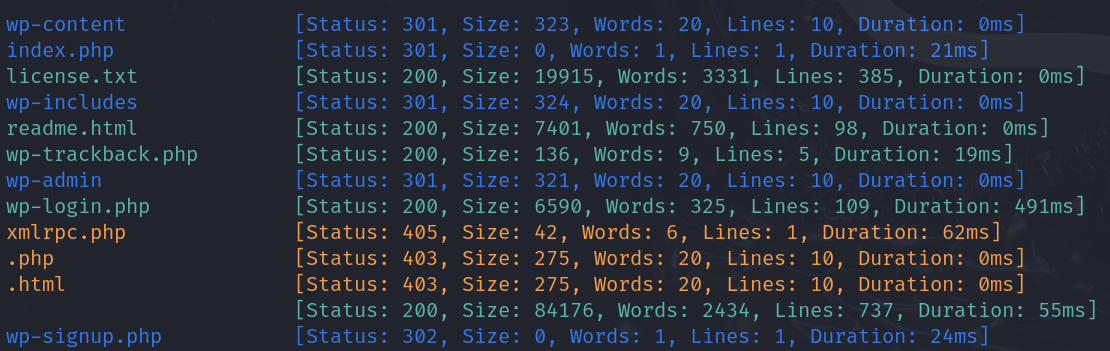 wp-content [Status: 301, Size: 323, Words: 20, Lines: 10, Duration: 0ms]
index.php [Status: 301, Size: 0, Words: 1, Lines: 1, Duration: 21ms]
license.txt [Status: 200, Size: 19915, Words: 3331, Lines: 385, Duration: 0ms]
wp-includes [Status: 301, Size: 324, Words: 20, Lines: 10, Duration: 0ms]
readme.html [Status: 200, Size: 7401, Words: 750, Lines: 98, Duration: 0ms]
wp-trackback.php [Status: 200, Size: 136, Words: 9, Lines: 5, Duration: 19ms]
wp-admin [Status: 301, Size: 321, Words: 20, Lines: 10, Duration: 0ms]
wp-login.php [Status: 200, Size: 6590, Words: 325, Lines: 109, Duration: 491ms]
xmlrpc.php [Status: 405, Size: 42, Words: 6, Lines: 1, Duration: 62ms]
.php [Status: 403, Size: 275, Words: 20, Lines: 10, Duration: 0ms]
.html [Status: 403, Size: 275, Words: 20, Lines: 10, Duration: 0ms]
[Status: 200, Size: 84176, Words: 2434, Lines: 737, Duration: 55ms]
wp-signup.php [Status: 302, Size: 0, Words: 1, Lines: 1, Duration: 24ms]